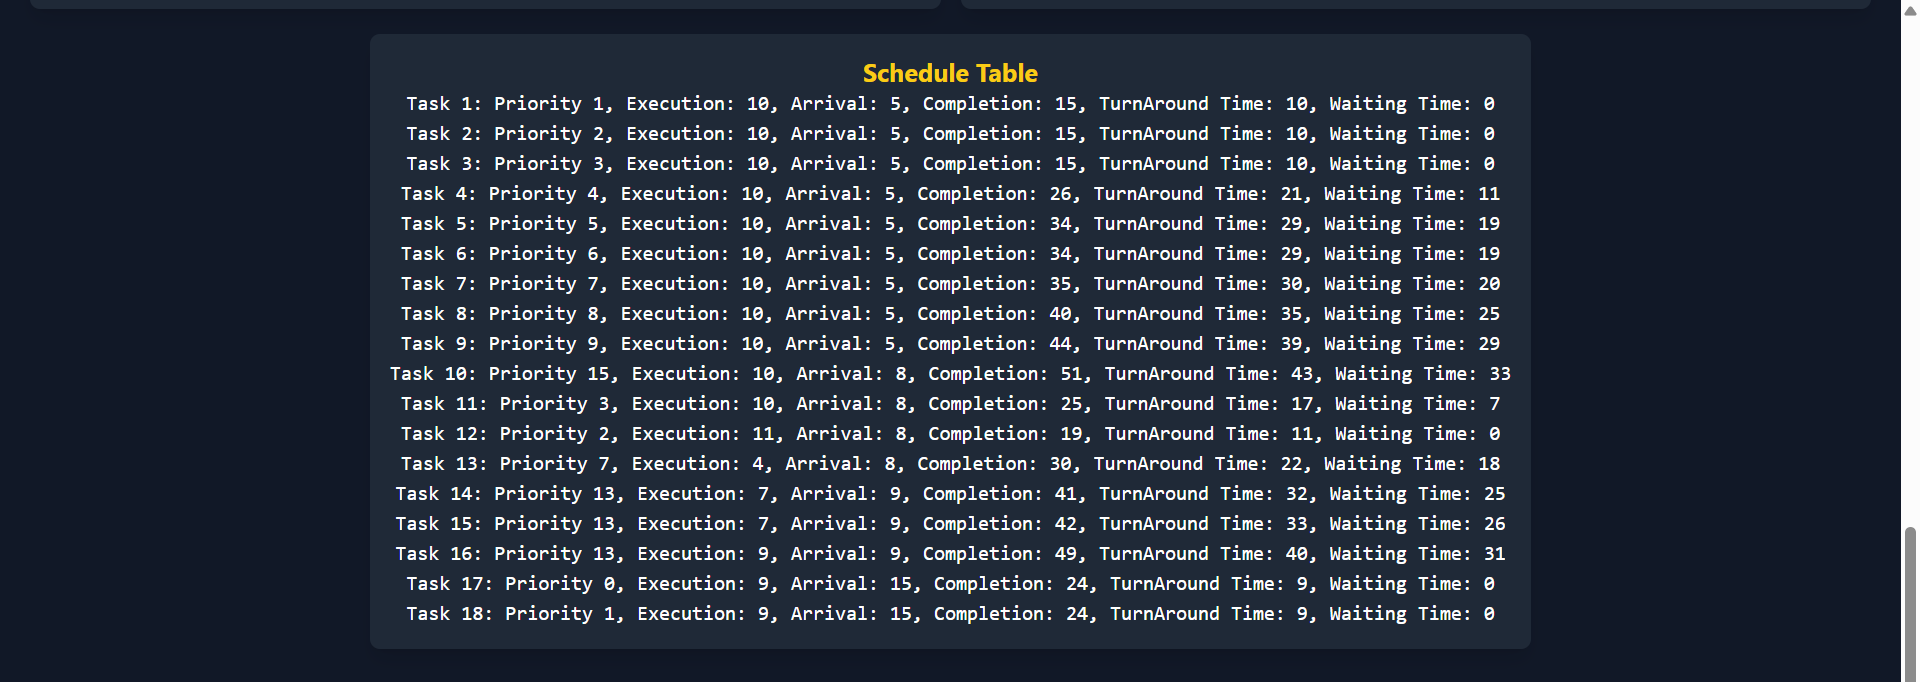 Schedule Table
Task 1: Priority 1, Execution: 10, Arrival: 5, Completion: 15, TurnAround Time: 10, Waiting Time: 0
Task 2: Priority 2, Execution: 10, Arrival: 5, Completion: 15, TurnAround Time: 10, Waiting Time: 0
Task 3: Priority 3, Execution: 10, Arrival: 5, Completion: 15, TurnAround Time: 10, Waiting Time: 0
Task 4: Priority 4, Execution: 10, Arrival: 5, Completion: 26, TurnAround Time: 21, Waiting Time: 11
Task 5: Priority 5, Execution: 10, Arrival: 5, Completion: 34, TurnAround Time: 29, Waiting Time: 19
Task 6: Priority 6, Execution: 10, Arrival: 5, Completion: 34, TurnAround Time: 29, Waiting Time: 19
Task 7: Priority 7, Execution: 10, Arrival: 5, Completion: 35, TurnAround Time: 30, Waiting Time: 20
Task 8: Priority 8, Execution: 10, Arrival: 5, Completion: 40, TurnAround Time: 35, Waiting Time: 25
Task 9: Priority 9, Execution: 10, Arrival: 5, Completion: 44, TurnAround Time: 39, Waiting Time: 29
Task 10: Priority 15, Execution: 10, Arrival: 8, Completion: 51, TurnAround Time: 43, Waiting Time: 33
Task 11: Priority 3, Execution: 10, Arrival: 8, Completion: 25, TurnAround Time: 17, Waiting Time: 7
Task 12: Priority 2, Execution: 11, Arrival: 8, Completion: 19, TurnAround Time: 11, Waiting Time: 0
Task 13: Priority 7, Execution: 4, Arrival: 8, Completion: 30, TurnAround Time: 22, Waiting Time: 18
Task 14: Priority 13, Execution: 7, Arrival: 9, Completion: 41, TurnAround Time: 32, Waiting Time: 25
Task 15: Priority 13, Execution: 7, Arrival: 9, Completion: 42, TurnAround Time: 33, Waiting Time: 26
Task 16: Priority 13, Execution: 9, Arrival: 9, Completion: 49, TurnAround Time: 40, Waiting Time: 31
Task 17: Priority 0, Execution: 9, Arrival: 15, Completion: 24, TurnAround Time: 9, Waiting Time: 0
Task 18: Priority 1, Execution: 9, Arrival: 15, Completion: 24, TurnAround Time: 9, Waiting Time: 0